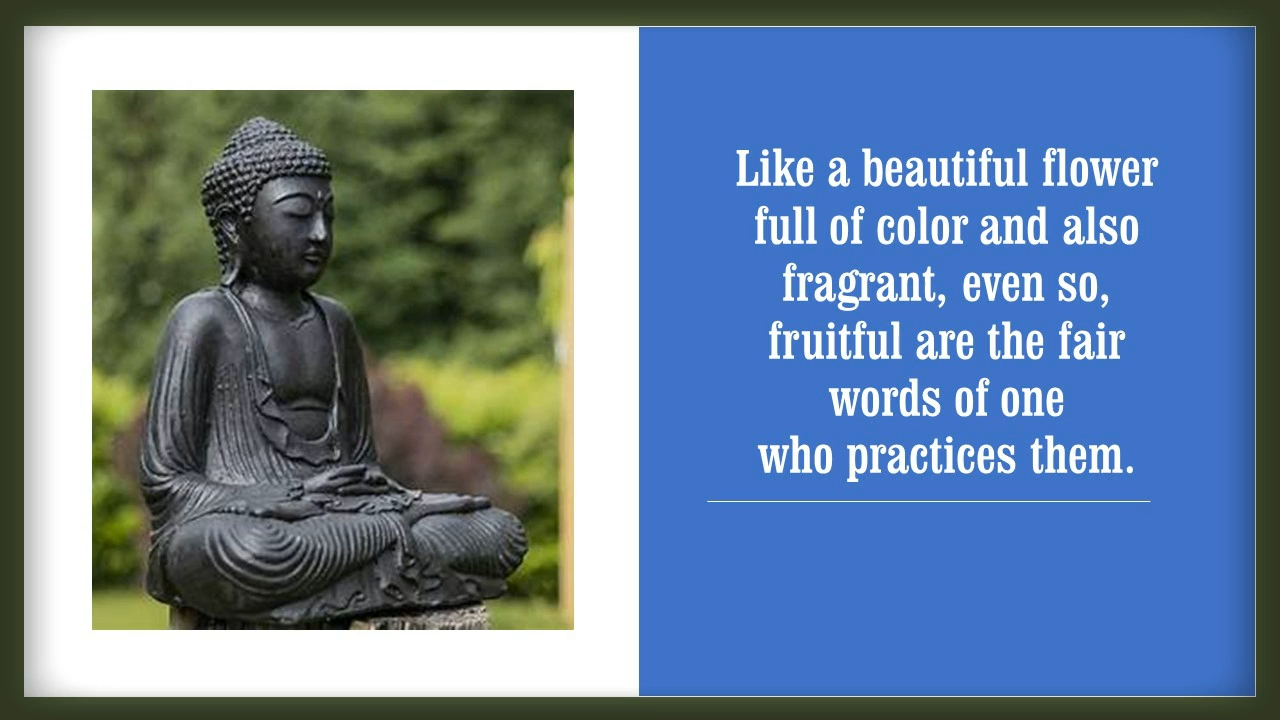 Like a beautiful flower
full of color and also
fragrant, even so,
fruitful are the fair
words of one
who practices them.